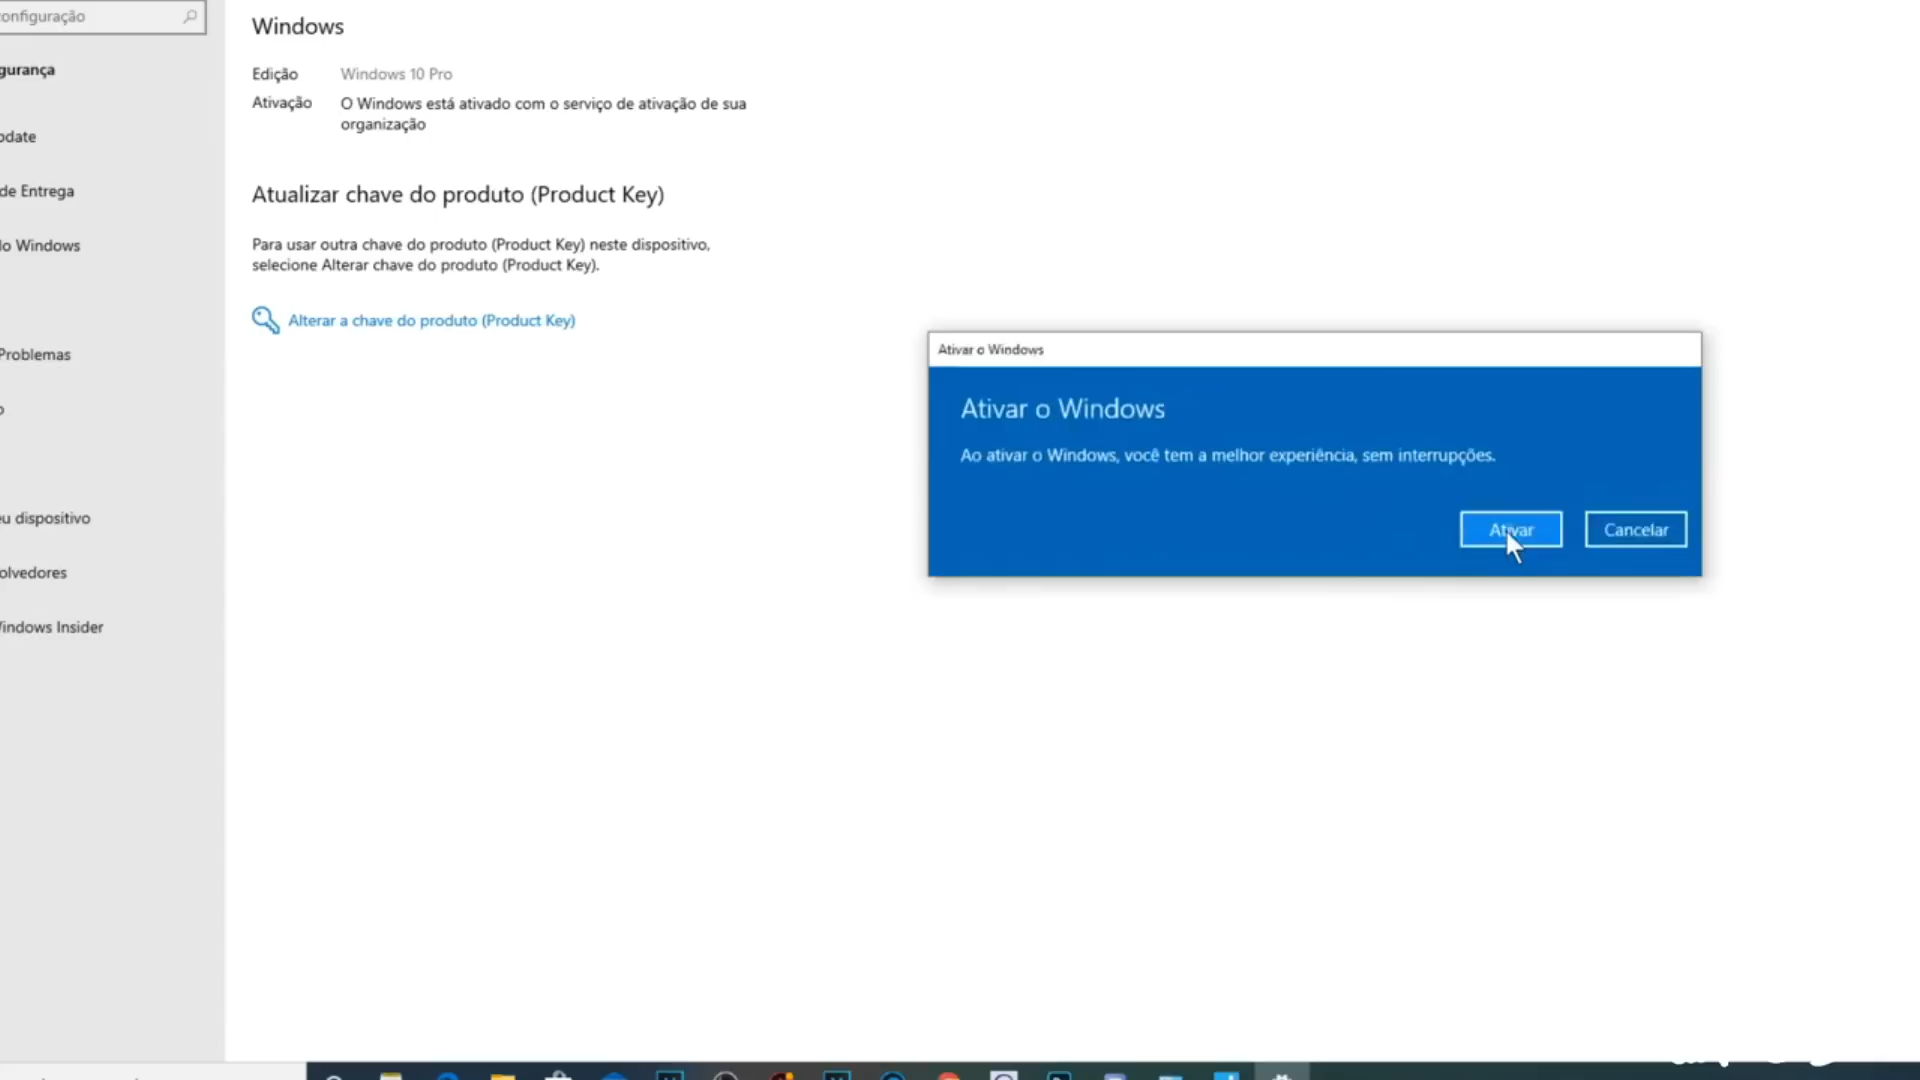 onfiguração
gurança
pdate
de Entrega
lo Windows
Problemas
o
eu dispositivo
olvedores
indows Insider
Windows
Edição Windows 10 Pro
Ativação O Windows está ativado com o serviço de ativação de sua
organização
Atualizar chave do produto (Product Key)
Para usar outra chave do produto (Product Key) neste dispositivo,
selecione Alterar chave do produto (Product Key).
Alterar a chave do produto (Product Key)
Ativar o Windows
Ativar o Windows
Ao ativar o Windows, você tem a melhor experiência, sem interrupções.
Ativar Cancelar